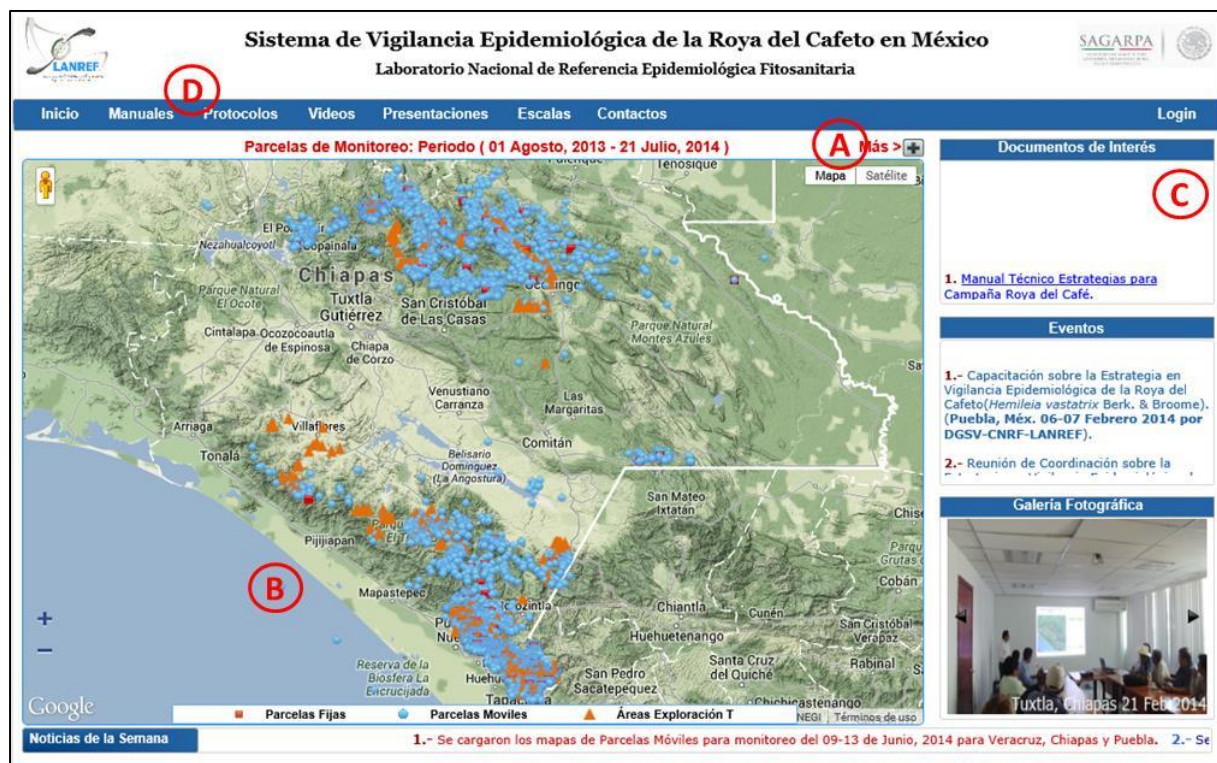 Sistema de Vigilancia Epidemiológica de la Roya del Cafeto en México
Laboratorio Nacional de Referencia Epidemiológica Fitosanitaria
LANREF
SAGARPA
D
Inicio Manuales Protocolos Videos Presentaciones Escalas Contactos Login
Parcelas de Monitoreo: Periodo ( 01 Agosto, 2013 - 21 Julio, 2014 )
A
Más >
Mapa Satélite
Tenosique
Nezahualcoyotl
Copainala
Chiapas
Parque Natural
El Ocote
Tuxtla
Gutiérrez
San Cristóbal
de Las Casas
Cintalapa
Ocozocoautla
de Espinosa
Chiapa
de Corzo
Parque Natural
Montes Azules
Venustiano
Carranza
Las
Margaritas
Arriaga
Villaflores
Tonalá
Comitán
Belisario
Dominguez
(La Angostura)
San Mateo
Ixtatán
Pijijiapan
B
Mapastepec
Cobán
Chiantla
Cunén
San Cristóbal
Verapaz
Huehuetenango
Reserva de la
Biosfera La
Encrucijada
San Pedro
Sacatepequez
Santa Cruz
del Quiché
Rabinal
Chichicastenango
Google
Parcelas Fijas Parcelas Moviles Áreas Exploración T
NEGI Términos de uso
Documentos de Interés
C
1. Manual Técnico Estrategias para
Campaña Roya del Café.
Eventos
1.- Capacitación sobre la Estrategia en
Vigilancia Epidemiológica de la Roya del
Cafeto(Hemileia vastatrix Berk. & Broome).
(Puebla, Méx. 06-07 Febrero 2014 por
DGSV-CNRF-LANREF).
2.- Reunión de Coordinación sobre la
Galería Fotográfica
Tuxtla, Chiapas 21 Feb 2014
Noticias de la Semana
1.- Se cargaron los mapas de Parcelas Móviles para monitoreo del 09-13 de Junio, 2014 para Veracruz, Chiapas y Puebla. 2.- Se